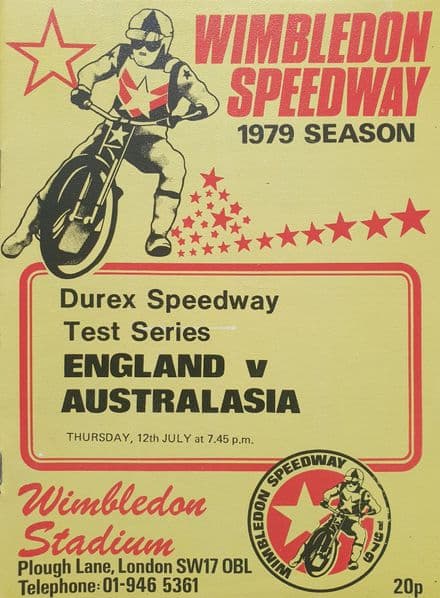 WIMBLEDON
SPEEDWAY
1979 SEASON
Durex Speedway
Test Series
ENGLAND v
AUSTRALASIA
THURSDAY, 12th JULY at 7.45 p.m.
Wimbledon
Stadium
Plough Lane, London SW17 OBL
Telephone: 01-946 5361
WIMBLEDON SPEEDWAY
1979
20p